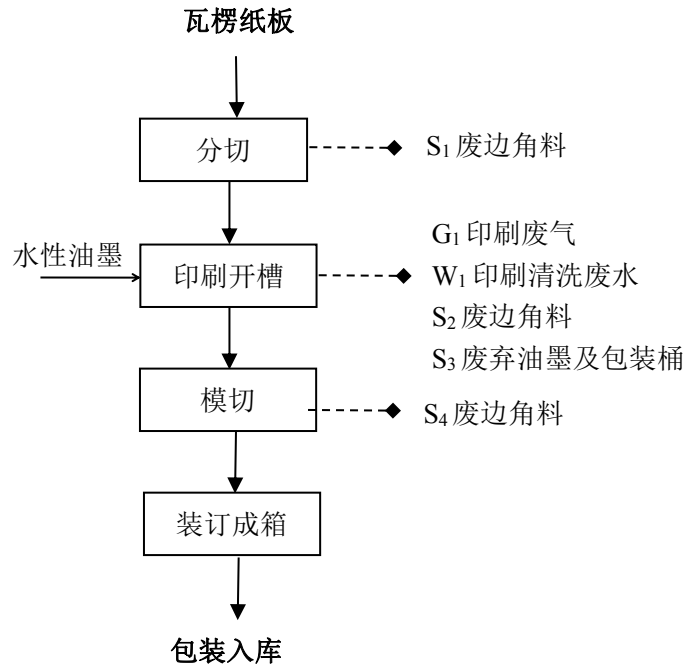 瓦楞纸板
分切
S₁废边角料
水性油墨
印刷开槽
G₁印刷废气
W₁印刷清洗废水
S₂废边角料
S₃废弃油墨及包装桶
模切
S₄废边角料
装订成箱
包装入库